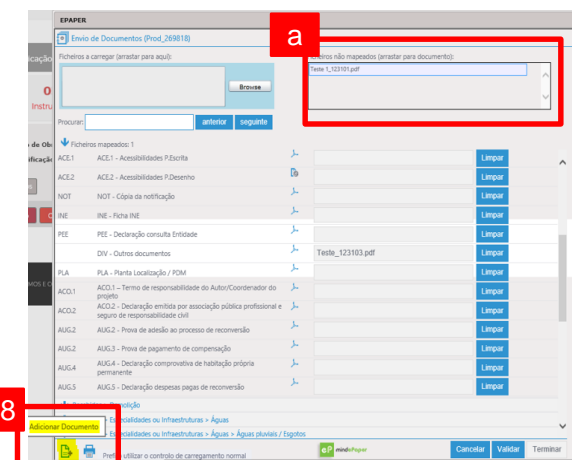 EPAPER
Envio de Documentos (Prod_269818)
a
Ficheiros a carregar (arrastar para aqui):
Ficheiros não mapeados (arrastar para documento):
Teste 1_123101.pdf
Browse
Procurar:
anterior
seguinte
Ficheiros mapeados: 1
ACE.1 ACE.1 - Acessibilidades P.Escrita Limpar
ACE.2 ACE.2 - Acessibilidades P.Desenho Limpar
NOT NOT - Cópia da notificação Limpar
INE INE - Ficha INE Limpar
PEE PEE - Declaração consulta Entidade Limpar
DIV - Outros documentos Teste_123103.pdf Limpar
PLA PLA - Planta Localização / PDM Limpar
ACO.1 ACO.1 – Termo de responsabilidade do Autor/Coordenador do projeto Limpar
ACO.2 ACO.2 - Declaração emitida por associação pública profissional e seguro de responsabilidade civil Limpar
AUG.2 AUG.2 - Prova de adesão ao processo de reconversão Limpar
AUG.2 AUG.3 - Prova de pagamento de compensação Limpar
AUG.4 AUG.4 – Declaração comprovativa de habitação própria permanente Limpar
AUG.5 AUG.5 - Declaração despesas pagas de reconversão Limpar
8
Adicionar Documento
> Especialidades ou Infraestruturas > Águas
> Especialidades ou Infraestruturas > Águas > Águas pluviais / Esgotos
utilizar o controlo de carregamento normal
eP mindePaper
Cancelar
Validar
Terminar